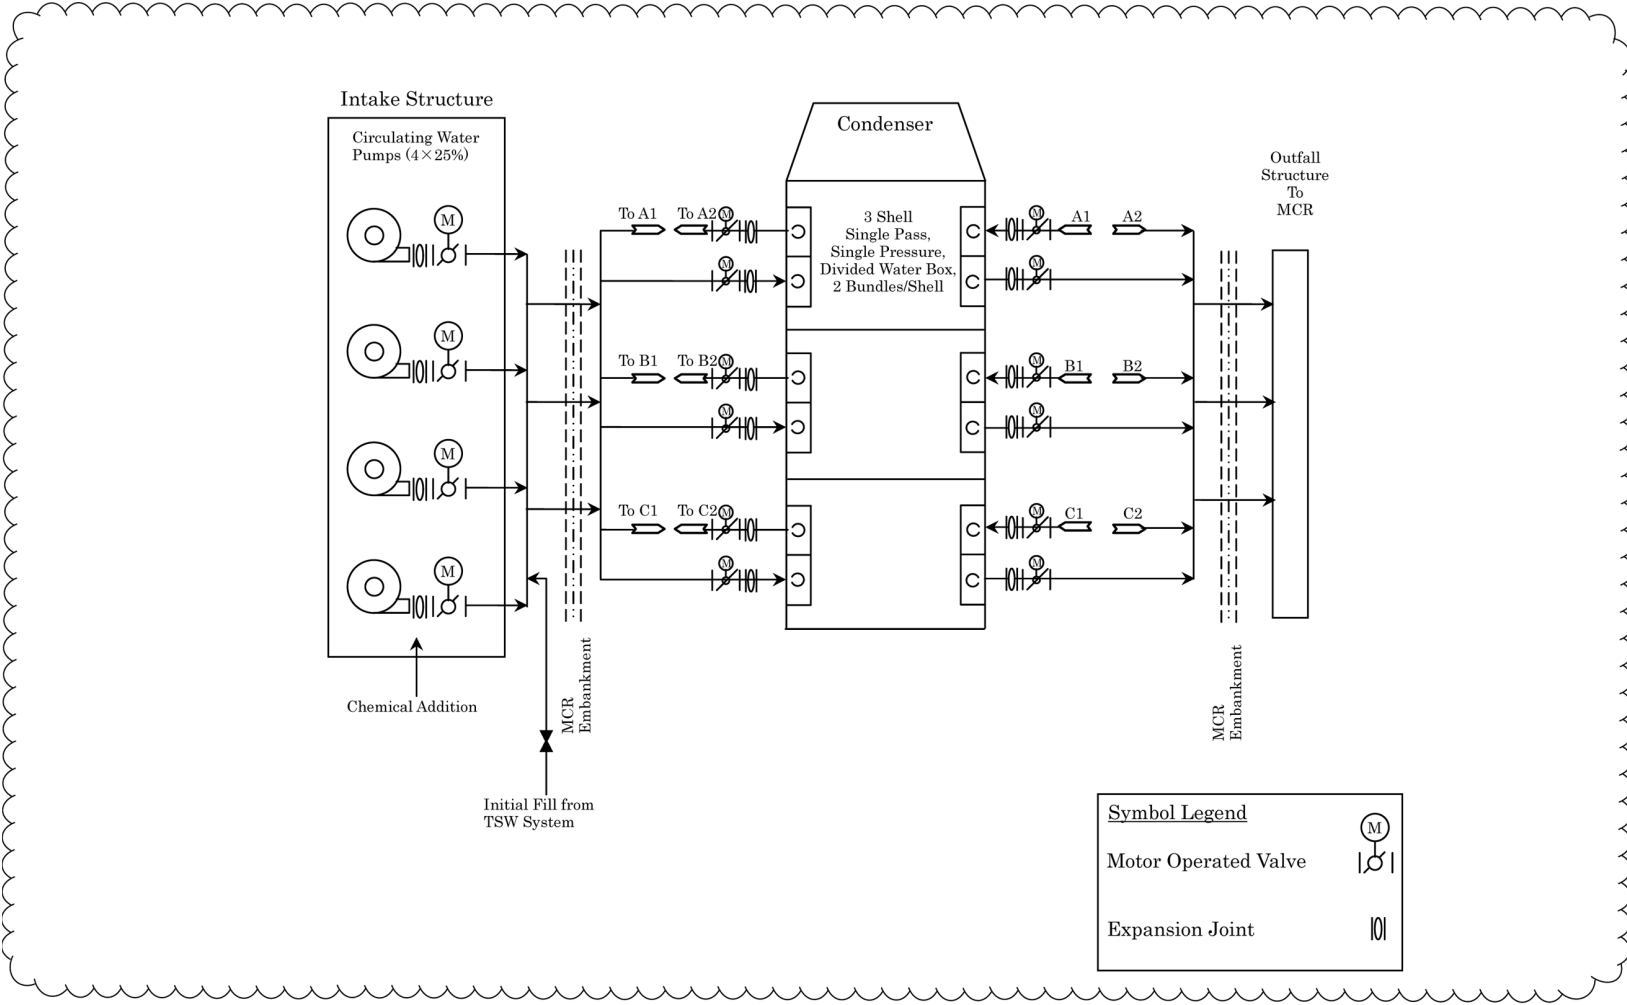 Intake Structure
Circulating Water
Pumps (4×25%)
M
M
M
M
Chemical Addition
Initial Fill from
TSW System
MCR
Embankment
To A1
To A2
M
M
To B1
To B2
M
M
To C1
To C2
M
M
Condenser
3 Shell
Single Pass,
Single Pressure,
Divided Water Box,
2 Bundles/Shell
M
A1
A2
M
M
B1
B2
M
M
C1
C2
M
MCR
Embankment
Outfall
Structure
To
MCR
Symbol Legend
M
Motor Operated Valve
Expansion Joint